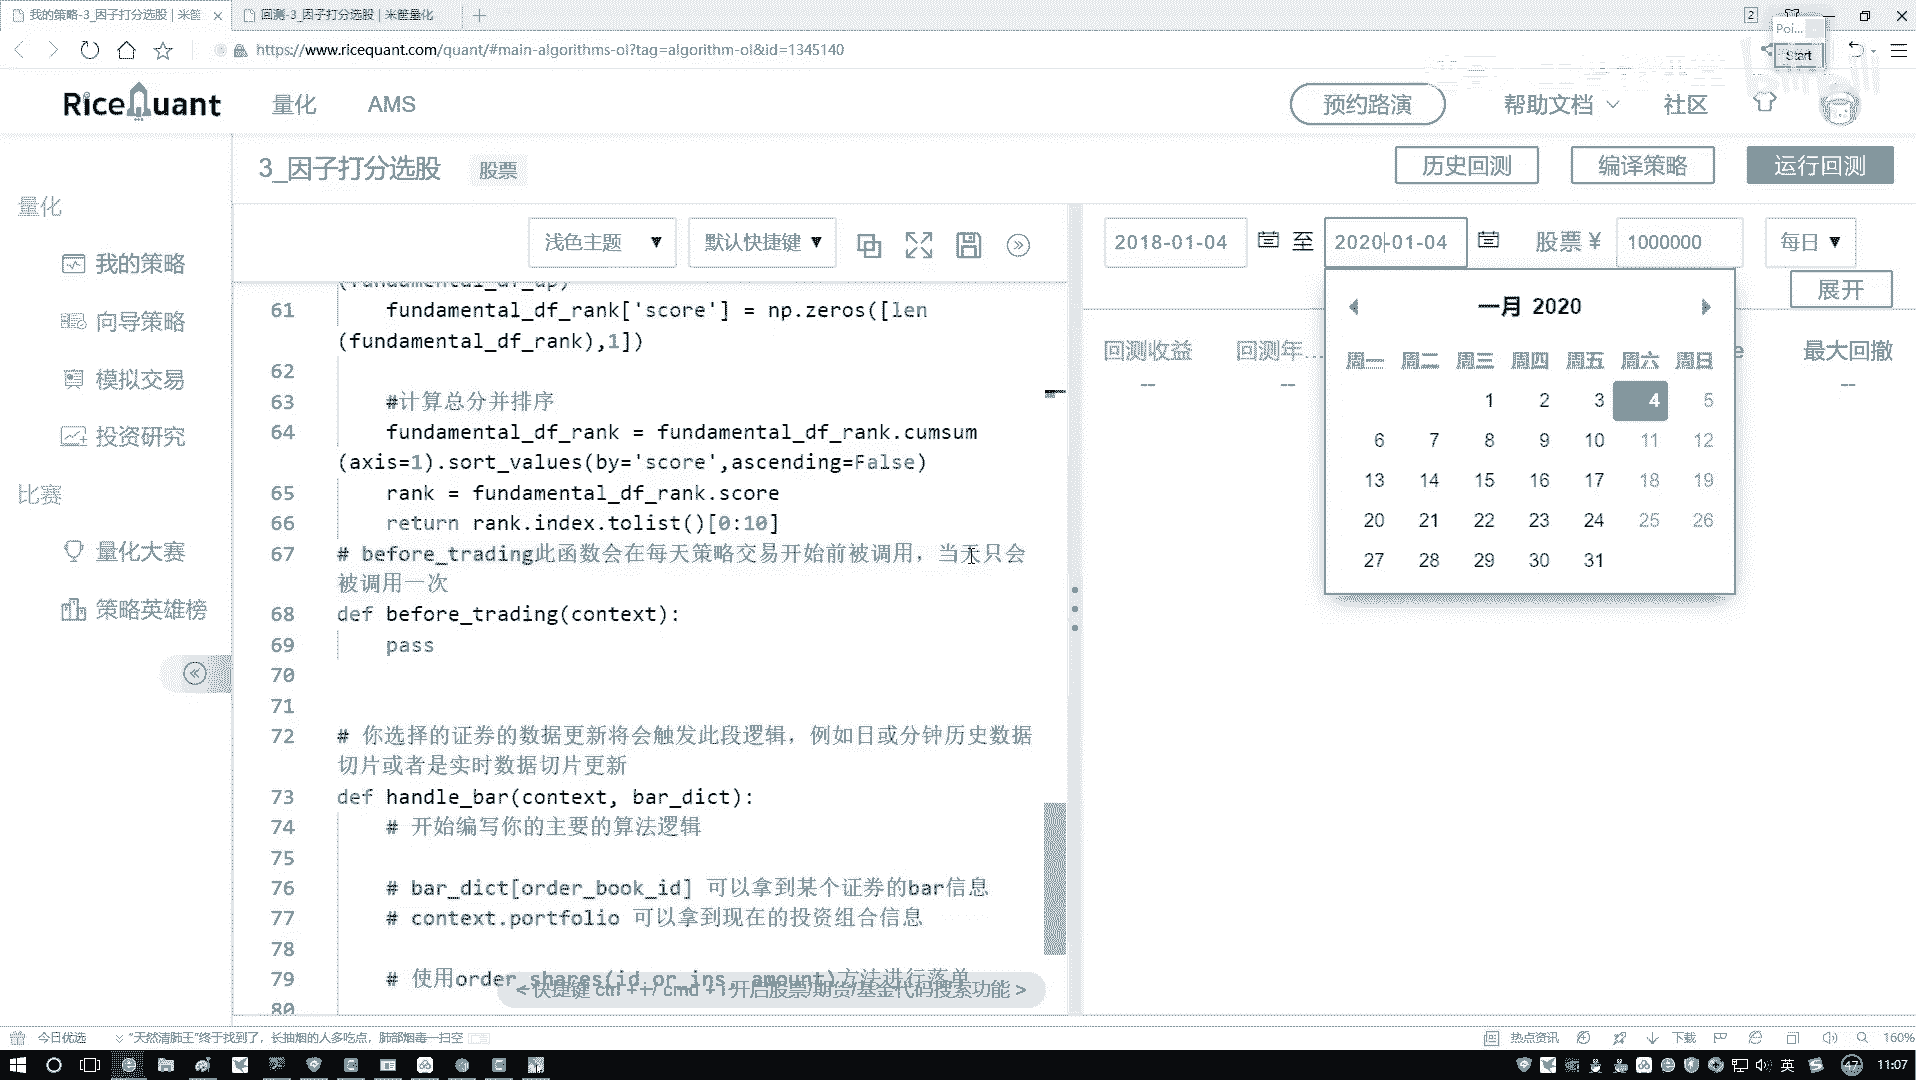 我的策略-3_因子打分选股 | 米筐
回测-3_因子打分选股 | 米筐量化
2
Poi...
https://www.ricequant.com/quant/#main-algorithms-ol?tag=algorithm-ol&id=1345140
Start
RiceQuant
量化
AMS
预约路演
帮助文档
社区
3_因子打分选股
股票
历史回测
编译策略
运行回测
量化
我的策略
向导策略
模拟交易
投资研究
比赛
量化大赛
策略英雄榜
浅色主题
默认快捷键
2018-01-04
至
2020-01-04
股票 ¥
1000000
每日
展开
一月 2020
周一 周二 周三 周四 周五 周六 周日
1 2 3 4 5
6 7 8 9 10 11 12
13 14 15 16 17 18 19
20 21 22 23 24 25 26
27 28 29 30 31
回测收益
回测年...
最大回撤
--
--
--
(fundamental_df_up)
61 fundamental_df_rank['score'] = np.zeros([len
(fundamental_df_rank),1])
62
63 #计算总分并排序
64 fundamental_df_rank = fundamental_df_rank.cumsum
(axis=1).sort_values(by='score',ascending=False)
65 rank = fundamental_df_rank.score
66 return rank.index.tolist()[0:10]
67 # before_trading此函数会在每天策略交易开始前被调用，当天只会
被调用一次
68 def before_trading(context):
69 pass
70
71
72 # 你选择的证券的数据更新将会触发此段逻辑，例如日或分钟历史数据
切片或者是实时数据切片更新
73 def handle_bar(context, bar_dict):
74 # 开始编写你的主要的算法逻辑
75
76 # bar_dict[order_book_id] 可以拿到某个证券的bar信息
77 # context.portfolio 可以拿到现在的投资组合信息
78
79 # 使用order_shares(id_or_ins, amount)方法进行落单
80
<快捷键 ctrl + i / cmd + i 开启股票/期货/基金代码搜索功能 >
今日优选
“天然清肺王”终于找到了，长抽烟的人多吃点，肺部烟毒一扫空
热点资讯
下载
160%
英
47
11:07